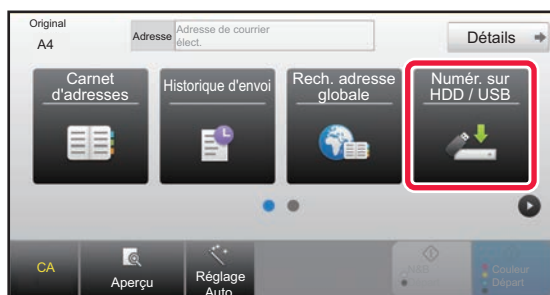 Original
A4
Adresse
Adresse de courrier
élect.
Détails
Carnet
d'adresses
Historique d'envoi
Rech. adresse
globale
Numér. sur
HDD / USB
CA
Aperçu
Réglage
Auto
N&B
Couleur
Départ